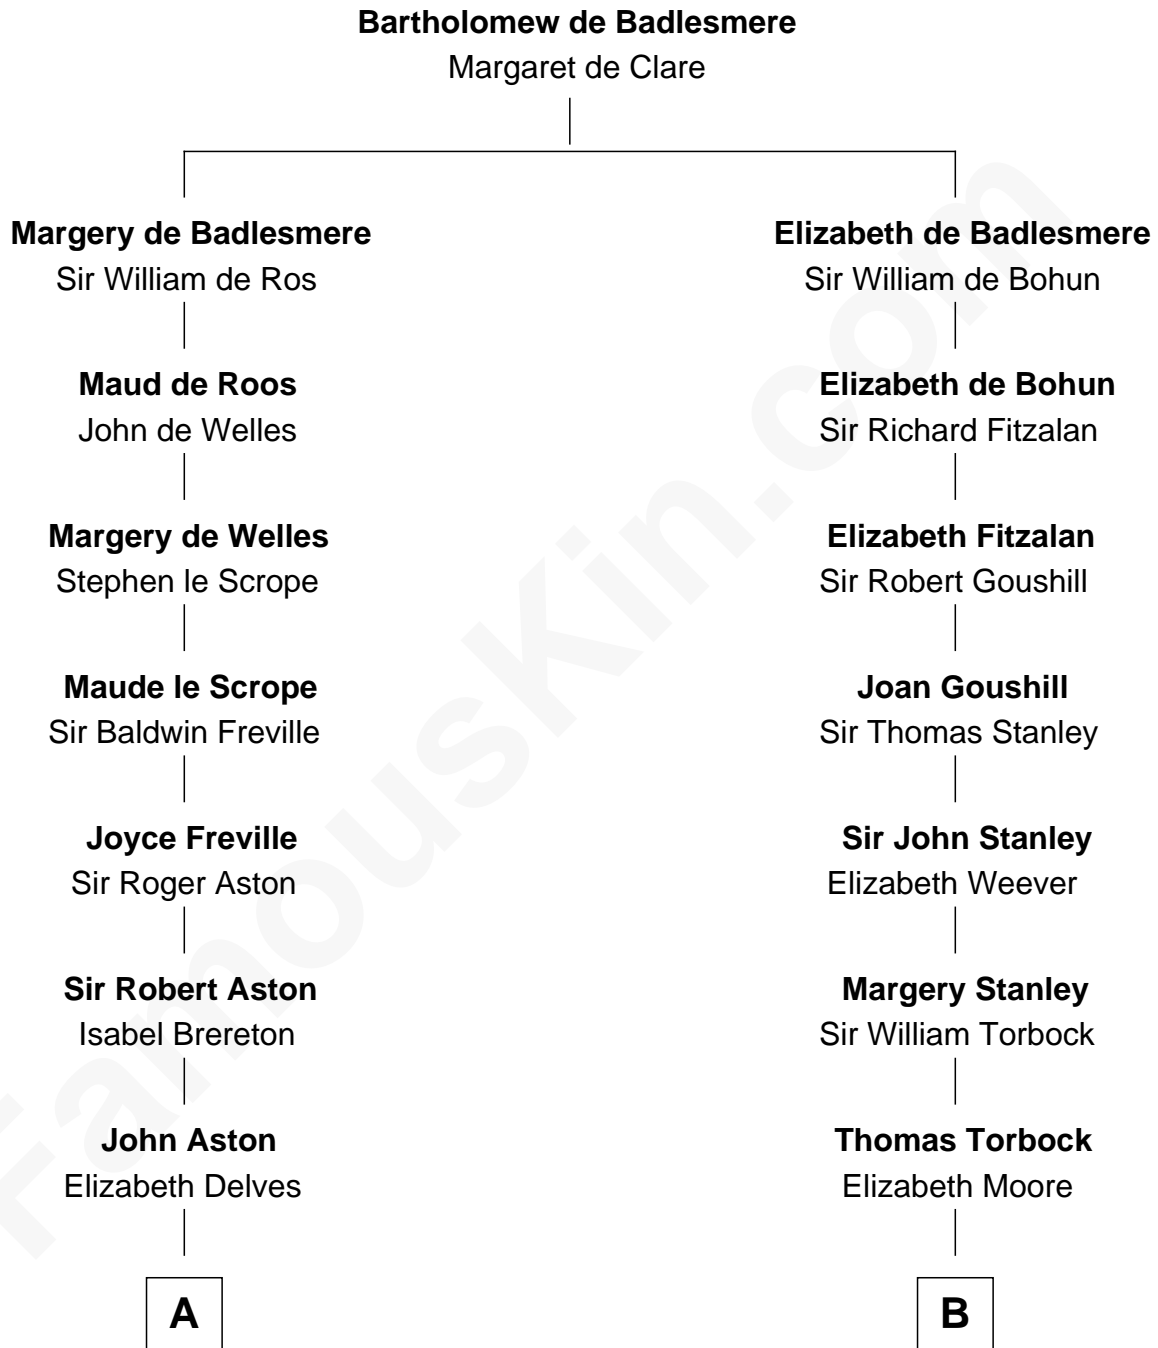 Bartholomew de Badlesmere
Margaret de Clare
Margery de Badlesmere
Sir William de Ros
Elizabeth de Badlesmere
Sir William de Bohun
Maud de Roos
John de Welles
Elizabeth de Bohun
Sir Richard Fitzalan
Margery de Welles
Stephen le Scrope
Elizabeth Fitzalan
Sir Robert Goushill
Maude le Scrope
Sir Baldwin Freville
Joan Goushill
Sir Thomas Stanley
Joyce Freville
Sir Roger Aston
Sir John Stanley
Elizabeth Weever
Sir Robert Aston
Isabel Brereton
Margery Stanley
Sir William Torbock
John Aston
Elizabeth Delves
Thomas Torbock
Elizabeth Moore
A
B
FamousKin.com